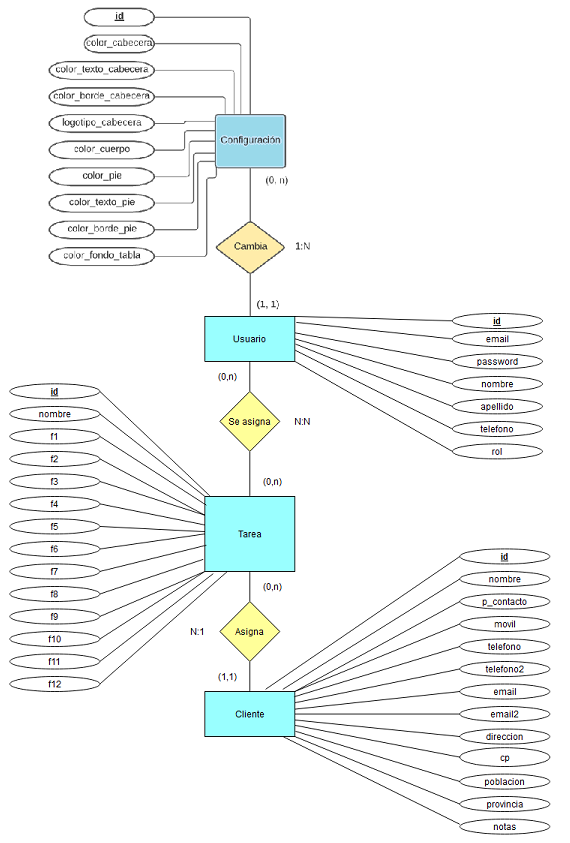 id
color_cabecera
color_texto_cabecera
color_borde_cabecera
logotipo_cabecera
color_cuerpo
color_pie
color_texto_pie
color_borde_pie
color_fondo_tabla
Configuración
(0, n)
Cambia
1:N
(1, 1)
Usuario
id
email
password
nombre
apellido
telefono
rol
(0,n)
Se asigna
N:N
(0,n)
id
nombre
f1
f2
f3
f4
f5
f6
f7
f8
f9
f10
f11
f12
Tarea
(0,n)
N:1
Asigna
(1,1)
Cliente
id
nombre
p_contacto
movil
telefono
telefono2
email
email2
direccion
cp
poblacion
provincia
notas